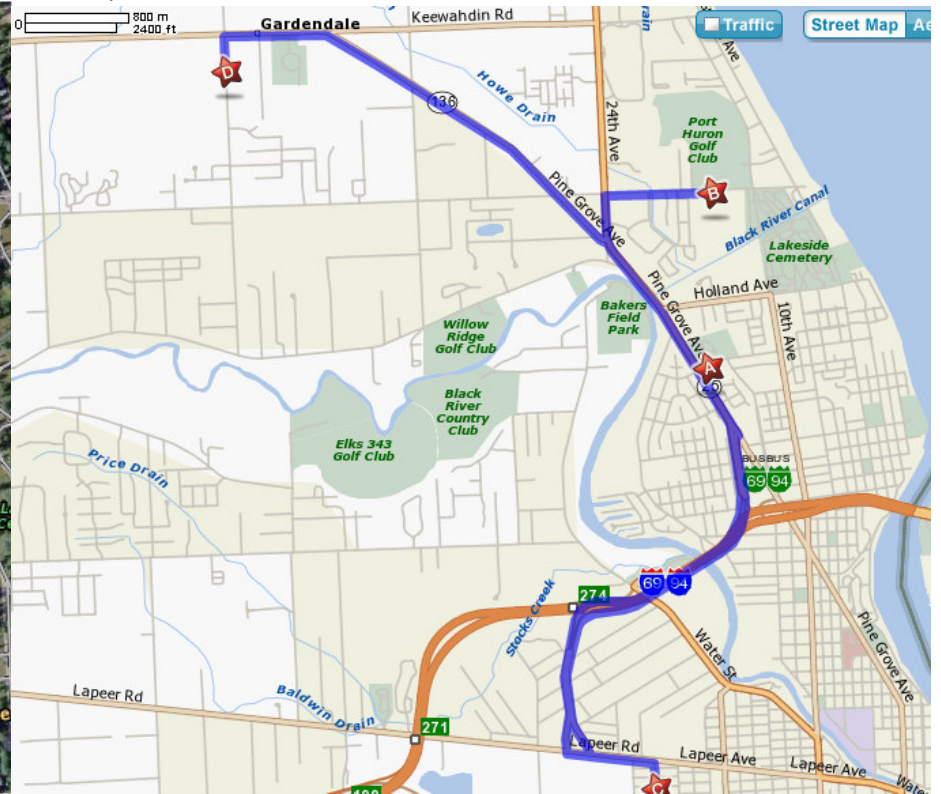 0
800 m
2400 ft
Gardendale
Keewahdin Rd
Traffic
Street Map
D
136
Howe
Drain
24th Ave
Port
Huron
Golf
Club
Pine Grove Ave
B
Black River Canal
Lakeside
Cemetery
Pine Grove Ave
Holland Ave
Bakers
Field
Park
10th Ave
Willow
Ridge
Golf Club
A
Black
River
Country
Club
Elks 343
Golf Club
Price Drain
BUS BUS
69 94
69 94
274
Stocks Creek
Water St
Pine Grove Ave
Lapeer Rd
Baldwin Drain
271
Lapeer Rd
Lapeer Ave
Lapeer Ave
C